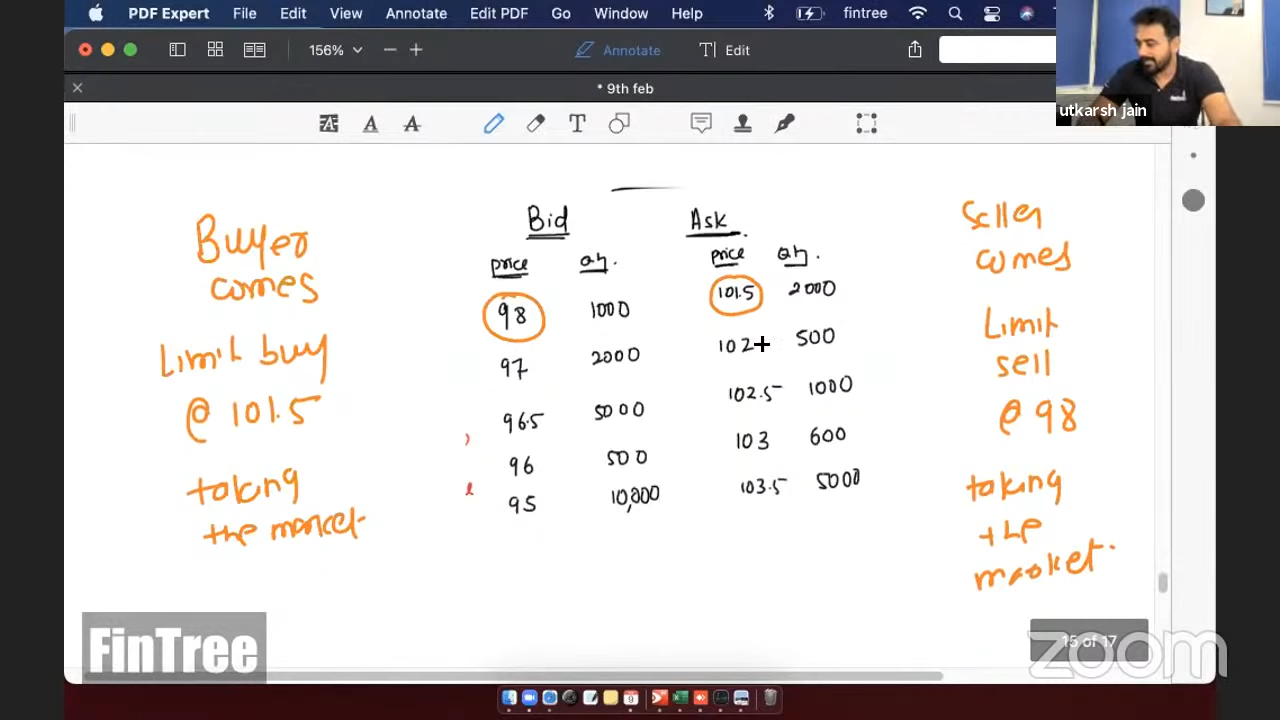 PDF Expert File Edit View Annotate Edit PDF Go Window Help fintree
156% Annotate T Edit
* 9th feb
utkarsh jain
Buyer
comes
Limit buy
@ 101.5
taking
the market
Bid Ask
price qty. price qty.
98 1000 101.5 2000
97 2000 102 500
96.5 5000 102.5 1000
96 500 103 600
95 10,000 103.5 5000
Seller
comes
Limit
sell
@ 98
taking
the
market.
FinTree
15 of 17
zoom